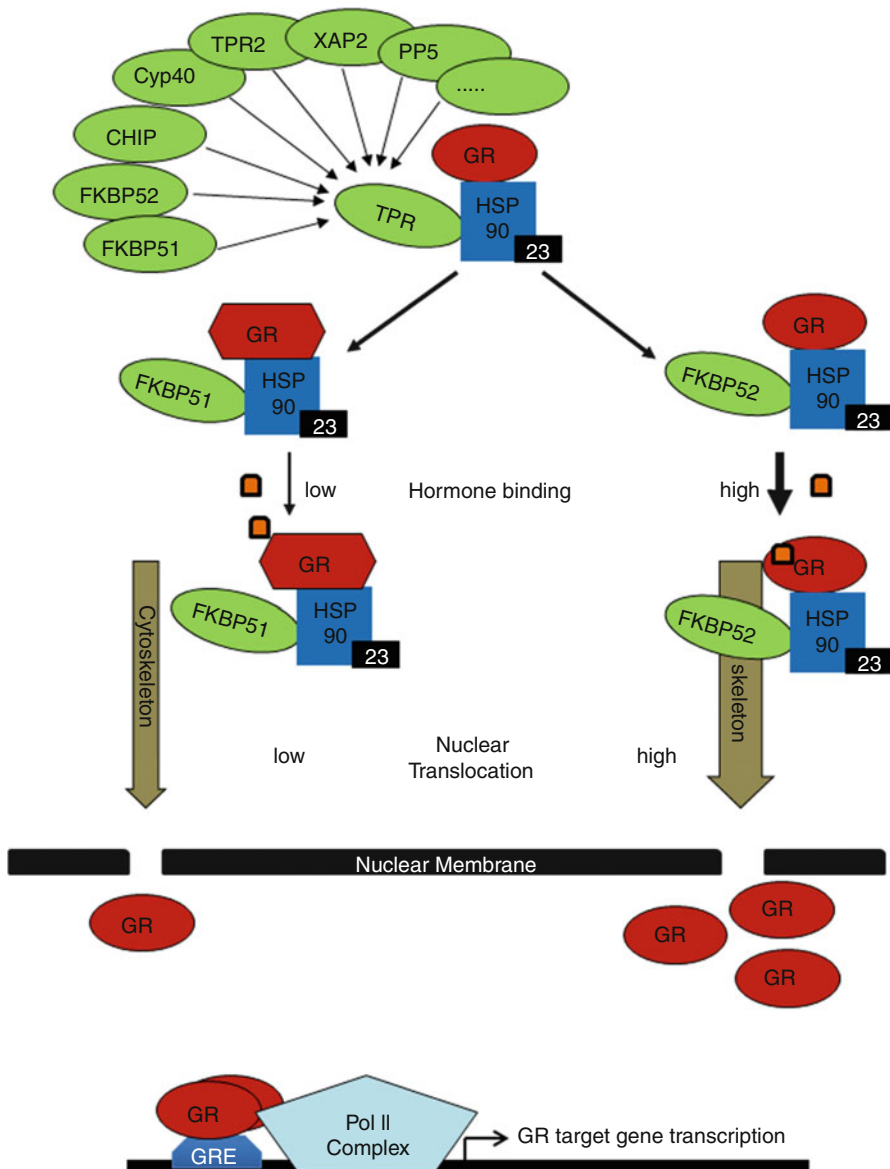 TPR2
XAP2
PP5
Cyp40
.....
CHIP
GR
FKBP52
TPR
HSP
90
FKBP51
23
GR
GR
FKBP51
HSP
90
23
FKBP52
HSP
90
23
low
Hormone binding
high
GR
GR
Cytoskeleton
FKBP51
HSP
90
23
FKBP52
HSP
90
23
skeleton
low
Nuclear
Translocation
high
Nuclear Membrane
GR
GR
GR
GR
GR
Pol II
Complex
GR target gene transcription
GRE